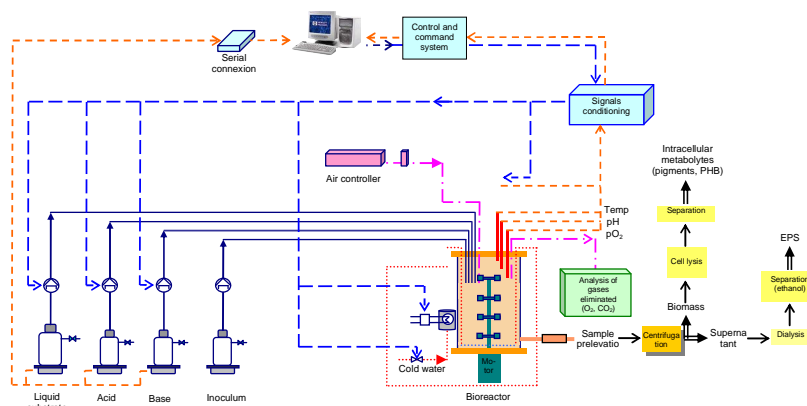 Serial
connexion
Control and
command
system
Signals
conditioning
Air controller
Intracellular
metabolites
(pigments, PHB)
Separation
Cell lysis
Biomass
EPS
Separation
(ethanol)
Dialysis
Temp
pH
pO₂
Analysis of
gases
eliminated
(O₂, CO₂)
Sample
prelevatio
Centrifuga
tion
Superna
tant
Cold water
Mo-
tor
Bioreactor
Liquid
Acid
Base
Inoculum